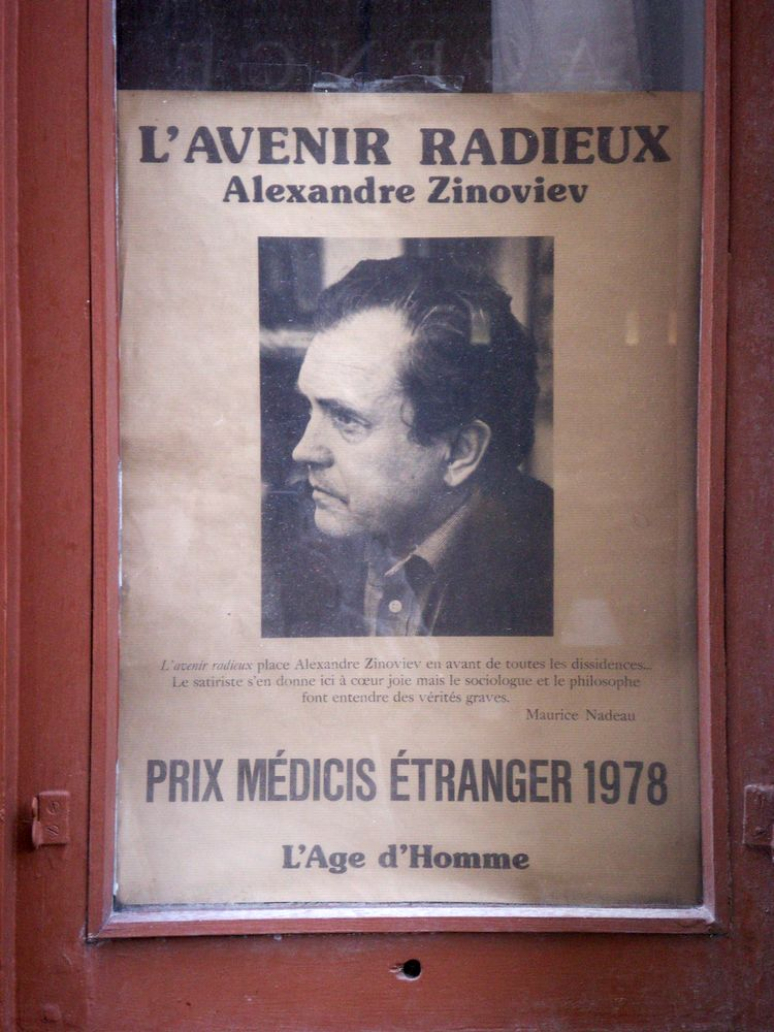 L'AVENIR RADIEUX
Alexandre Zinoviev
L'avenir radieux place Alexandre Zinoviev en avant de toutes les dissidences...
Le satiriste s'en donne ici à cœur joie mais le sociologue et le philosophe
font entendre des vérités graves.
Maurice Nadeau
PRIX MÉDICIS ÉTRANGER 1978
L'Age d'Homme